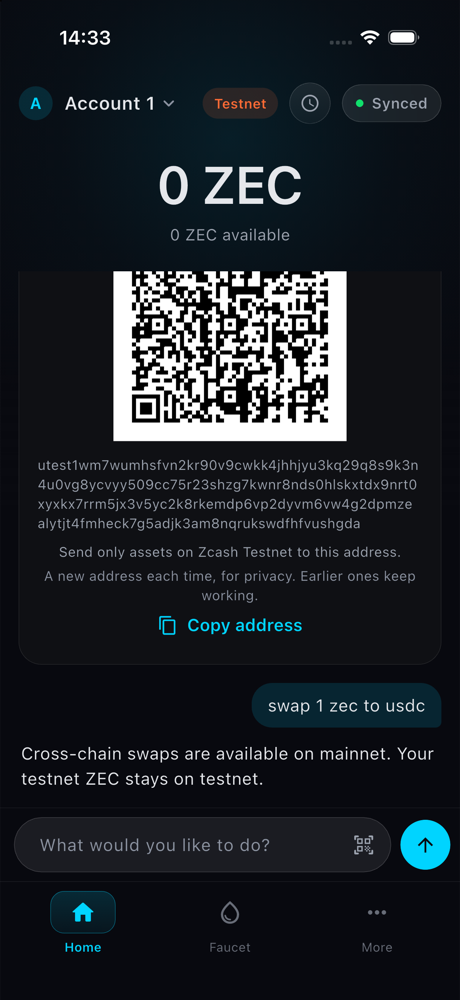 14:33
A
Account 1
Testnet
Synced
0 ZEC
0 ZEC available
utest1wm7wumhsfvn2kr90v9cwkk4jhhjyu3kq29q8s9k3n
4u0vg8ycvyy509cc75r23shzg7kwnr8nds0hlskxtdx9nrt0
xyxkx7rrm5jx3v5yc2k8rkemdp6vp2dyvm6vw4g2dpmze
alytjt4fmheck7g5adjk3am8nqrukswdfhfvushgda
Send only assets on Zcash Testnet to this address.
A new address each time, for privacy. Earlier ones keep
working.
Copy address
swap 1 zec to usdc
Cross-chain swaps are available on mainnet. Your
testnet ZEC stays on testnet.
What would you like to do?
Home
Faucet
More